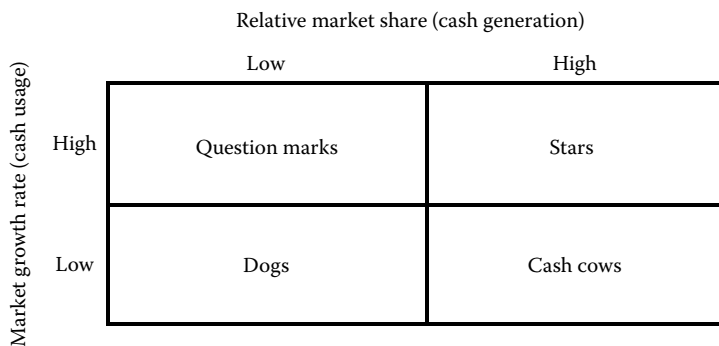 Relative market share (cash generation)
Low High
Market growth rate (cash usage)
High Question marks Stars
Low Dogs Cash cows